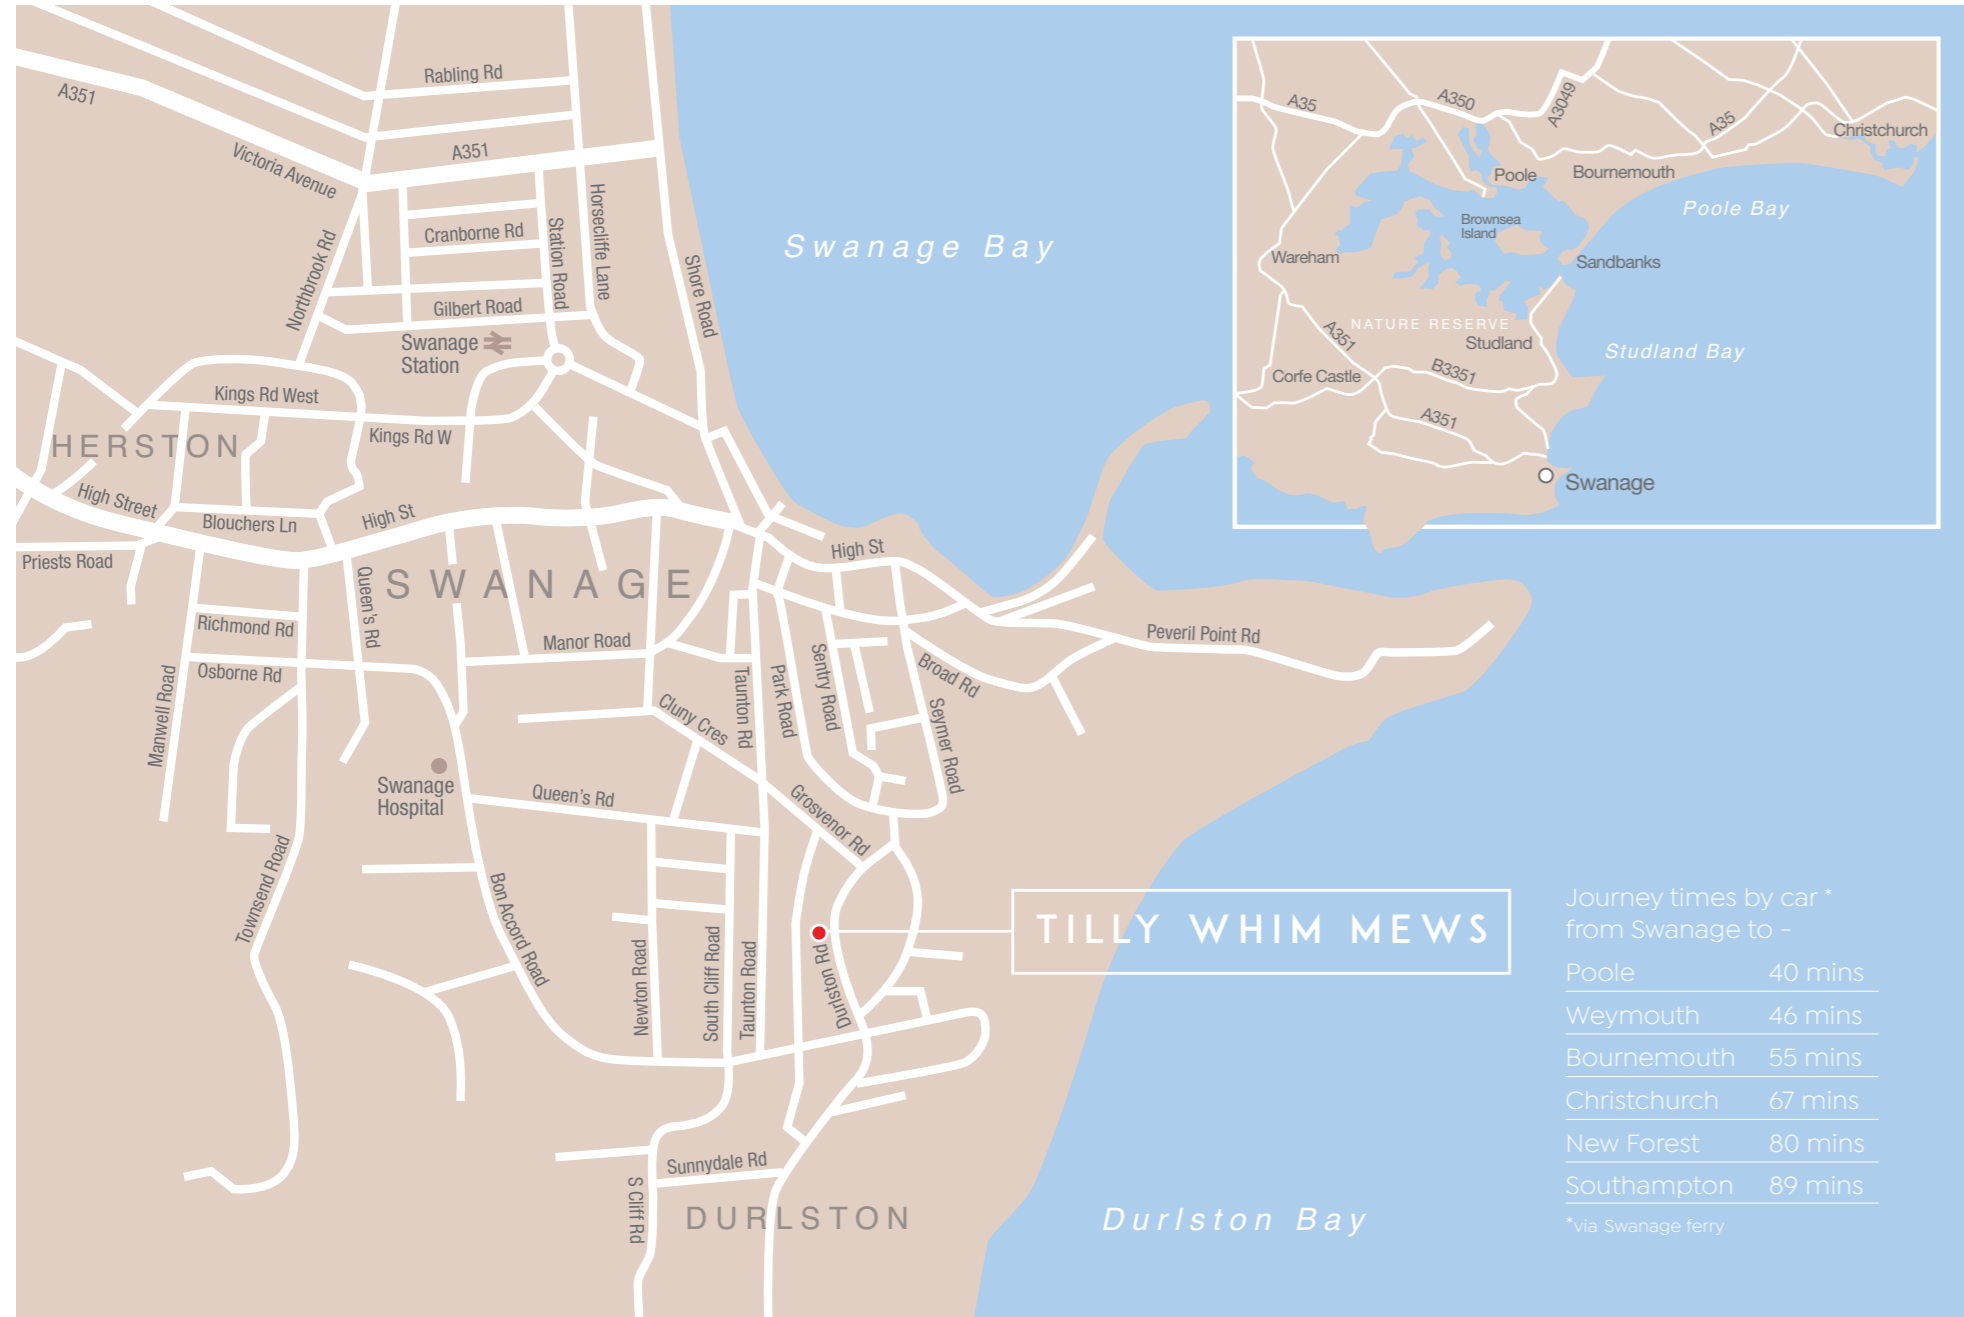 Rabling Rd
A351
A351
Victoria Avenue
Horsecliffe Lane
Station Road
Cranborne Rd
Northbrook Rd
Shore Road
Gilbert Road
Swanage
Station
Kings Rd West
Kings Rd W
HERSTON
High Street
Blouchers Ln
High St
High St
Priests Road
Queen's Rd
SWANAGE
Richmond Rd
Manor Road
Peveril Point Rd
Osborne Rd
Manwell Road
Taunton Rd
Park Road
Sentry Road
Broad Rd
Seymer Road
Cluny Cres
Swanage
Hospital
Queen's Rd
Grosvenor Rd
Townsend Road
Bon Accord Road
Newton Road
South Cliff Road
Taunton Road
Durlston Rd
TILLY WHIM MEWS
Sunnydale Rd
S Cliff Rd
DURLSTON
Swanage Bay
Durlston Bay
A35
A350
A3049
A35
Christchurch
Poole
Bournemouth
Poole Bay
Brownsea
Island
Wareham
Sandbanks
NATURE RESERVE
A351
Studland
Studland Bay
B3351
Corfe Castle
A351
Swanage
Journey times by car *
from Swanage to -
Poole 40 mins
Weymouth 46 mins
Bournemouth 55 mins
Christchurch 67 mins
New Forest 80 mins
Southampton 89 mins
*via Swanage ferry